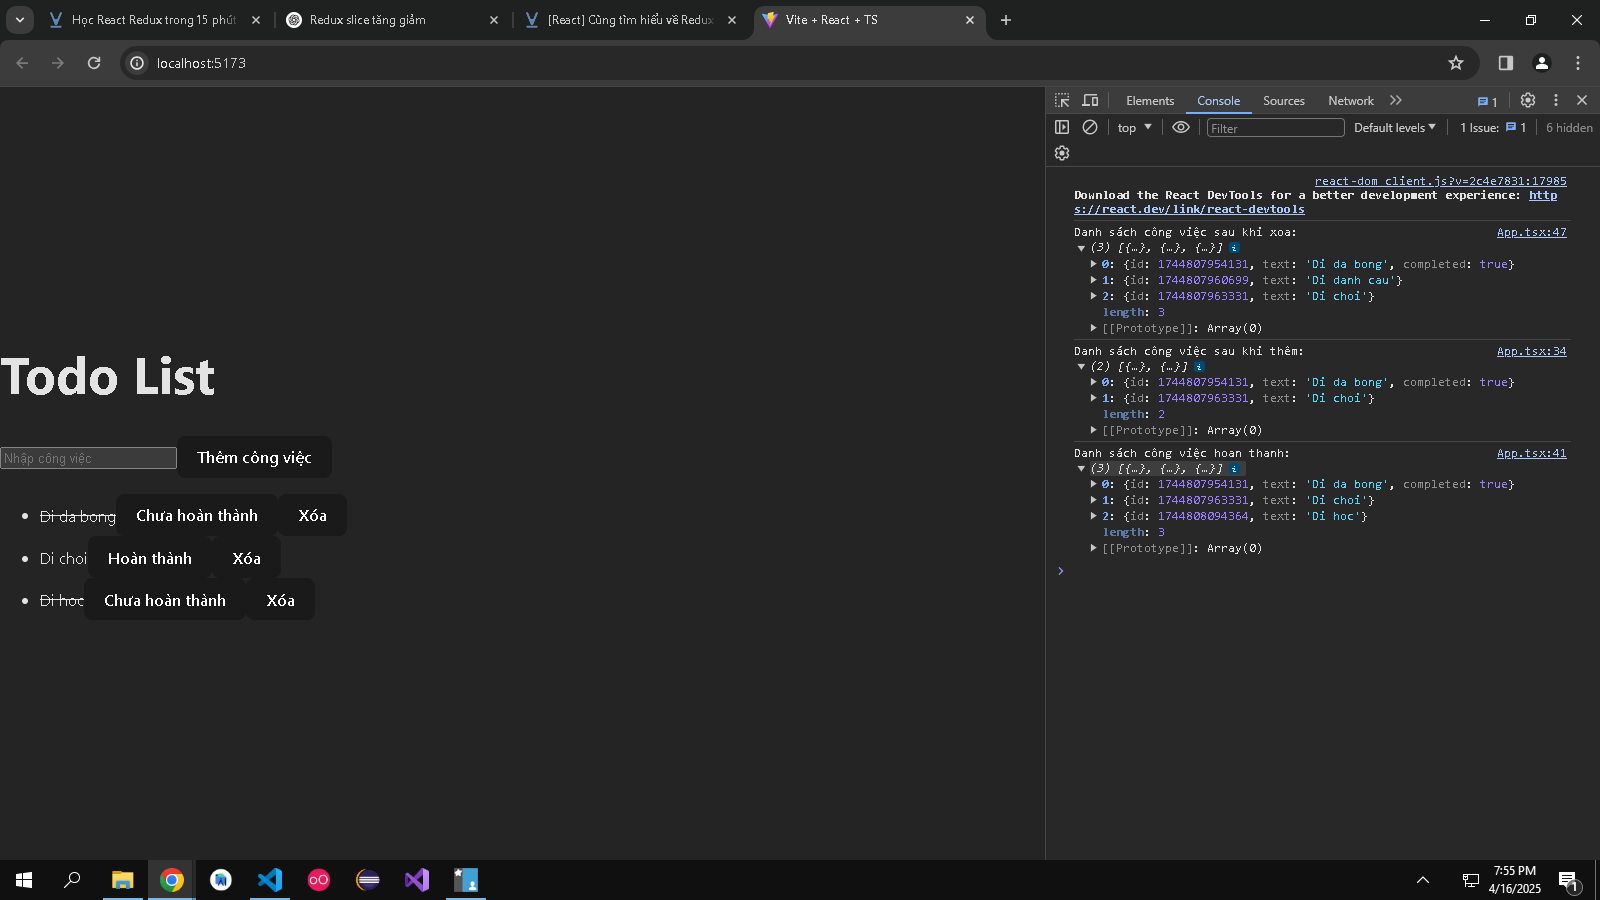 Học React Redux trong 15 phút
Redux slice tăng giảm
[React] Cùng tìm hiểu về Redux
Vite + React + TS
localhost:5173
Elements Console Sources Network 1
top Filter Default levels 1 Issue: 1 6 hidden
react-dom_client.js?v=2c4e7831:17985
Download the React DevTools for a better development experience: http
s://react.dev/link/react-devtools
Danh sách công việc sau khi xoa: App.tsx:47
(3) [{…}, {…}, {…}] i
0: {id: 1744807954131, text: 'Di da bong', completed: true}
1: {id: 1744807960699, text: 'Di danh cau'}
2: {id: 1744807963331, text: 'Di choi'}
length: 3
[[Prototype]]: Array(0)
Danh sách công việc sau khi thêm: App.tsx:34
(2) [{…}, {…}] i
0: {id: 1744807954131, text: 'Di da bong', completed: true}
1: {id: 1744807963331, text: 'Di choi'}
length: 2
[[Prototype]]: Array(0)
Danh sách công việc hoan thanh: App.tsx:41
(3) [{…}, {…}, {…}] i
0: {id: 1744807954131, text: 'Di da bong', completed: true}
1: {id: 1744807963331, text: 'Di choi'}
2: {id: 1744808094364, text: 'Di hoc'}
length: 3
[[Prototype]]: Array(0)
Todo List
Nhập công việc Thêm công việc
Di da bong Chưa hoàn thành Xóa
Di choi Hoàn thành Xóa
Di hoc Chưa hoàn thành Xóa
7:55 PM
4/16/2025
1